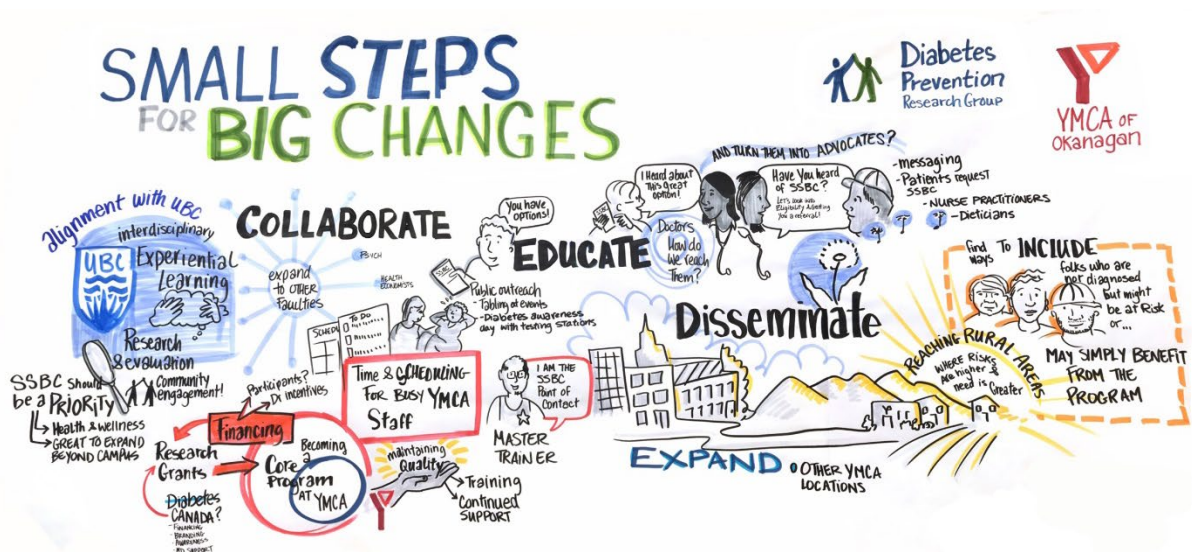 SMALL STEPS
FOR BIG CHANGES
Diabetes
Prevention
Research Group
YMCA OF
Okanagan
alignment with UBC
interdisciplinary
UBC
Experiential
Learning
Research
& evaluation
Community
engagement!
SSBC should
be a PRIORITY
Health & wellness
GREAT TO EXPAND
BEYOND CAMPUS
COLLABORATE
expand
to OTHER
Faculties
PSYCH
HEALTH
ECONOMISTS
Participants?
Dr incentives
Financing
Research
Grants
Diabetes
CANADA?
- FINANCIAL
- BRANDING
- AWARENESS
Becoming
a
Core
Program
AT YMCA
SCHEDU
To Do
Time & SCHEDULING
FOR BUSY YMCA
Staff
maintaining
Quality
Training
Continued
SUPPORT
You have
options!
SSBC
EDUCATE
Public outreach
- Tabling at events
- Diabetes awareness
day with testing stations
I AM THE
SSBC
Point of
Contact
MASTER
TRAINER
I Heard about
This great
option!
Doctors
How do
we reach
Them?
AND TURN THEM INTO ADVOCATES?
Have You heard
of SSBC?
Let's look into
Eligibility &
you a referral!
- messaging
- Patients request
SSBC
- NURSE PRACTITIONERS
- Dieticians
Disseminate
EXPAND
OTHER YMCA
LOCATIONS
REACHING RURAL AREAS
WHERE RISKS
ARE higher &
need is Greater
find
ways
To INCLUDE
folks who are
not diagnosed
but might
be at Risk
or...
MAY SIMPLY BENEFIT
FROM THE
PROGRAM